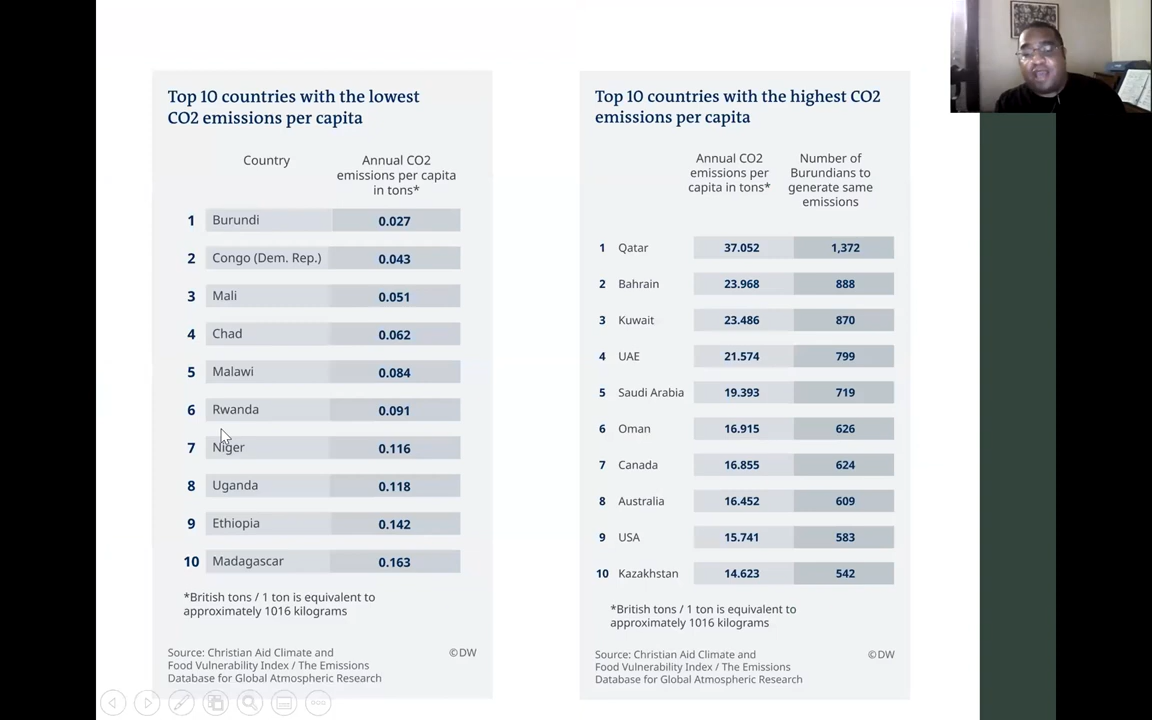 Top 10 countries with the lowest
CO2 emissions per capita
Country
Annual CO2
emissions per capita
in tons*
1 Burundi 0.027
2 Congo (Dem. Rep.) 0.043
3 Mali 0.051
4 Chad 0.062
5 Malawi 0.084
6 Rwanda 0.091
7 Niger 0.116
8 Uganda 0.118
9 Ethiopia 0.142
10 Madagascar 0.163
*British tons / 1 ton is equivalent to
approximately 1016 kilograms
Source: Christian Aid Climate and
Food Vulnerability Index / The Emissions
Database for Global Atmospheric Research
©DW
Top 10 countries with the highest CO2
emissions per capita
Annual CO2
emissions per
capita in tons*
Number of
Burundians to
generate same
emissions
1 Qatar 37.052 1,372
2 Bahrain 23.968 888
3 Kuwait 23.486 870
4 UAE 21.574 799
5 Saudi Arabia 19.393 719
6 Oman 16.915 626
7 Canada 16.855 624
8 Australia 16.452 609
9 USA 15.741 583
10 Kazakhstan 14.623 542
*British tons / 1 ton is equivalent to
approximately 1016 kilograms
Source: Christian Aid Climate and
Food Vulnerability Index / The Emissions
Database for Global Atmospheric Research
©DW